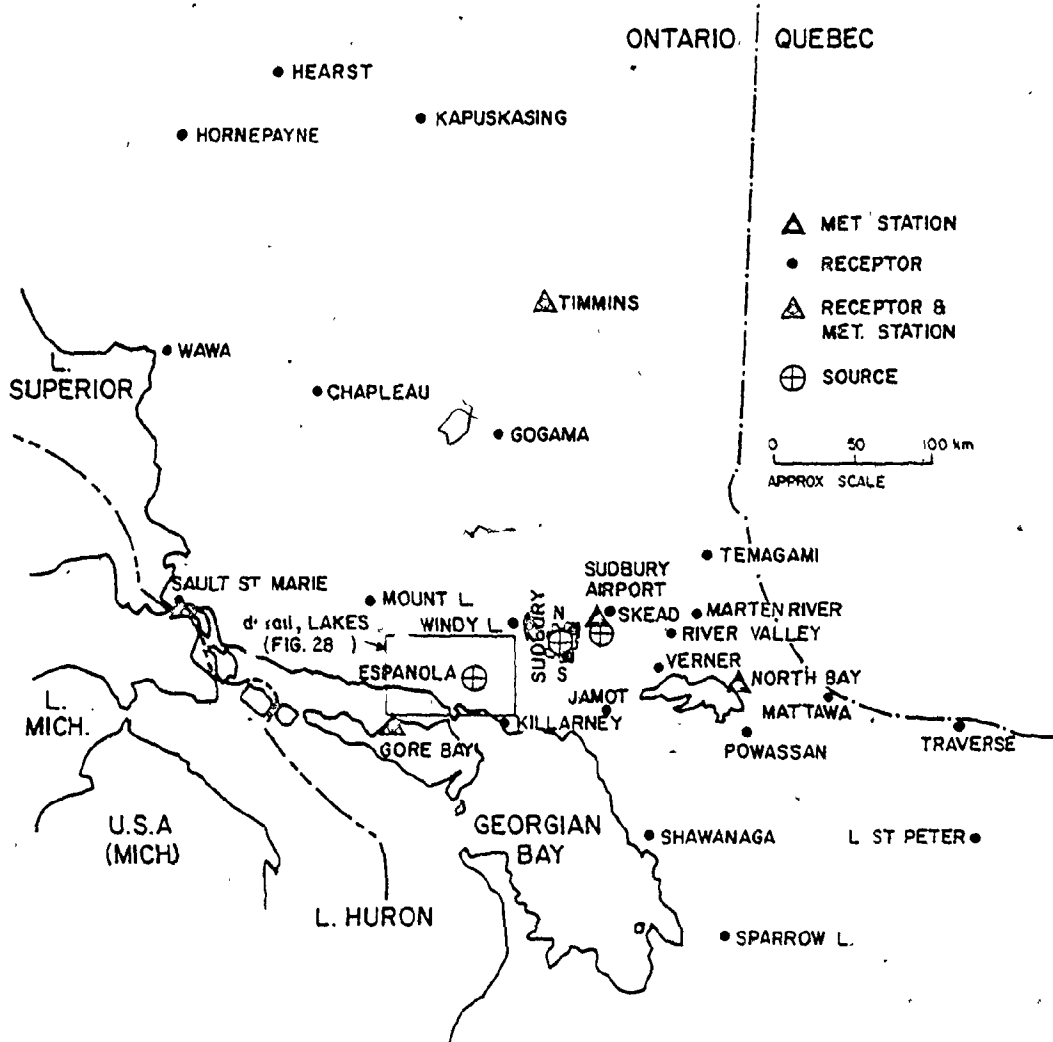 ONTARIO QUEBEC
HEARST
KAPUSKASING
HORNEPAYNE
MET STATION
RECEPTOR
RECEPTOR &
MET. STATION
SOURCE
TIMMINS
WAWA
L.
SUPERIOR
CHAPLEAU
GOGAMA
0 50 100 km
APPROX SCALE
TEMAGAMI
SUDBURY
AIRPORT
SAULT ST MARIE
MOUNT L
WINDY L
SUDBURY
N
S
SKEAD
MARTEN RIVER
RIVER VALLEY
LAKES
(FIG. 28 )
ESPANOLA
VERNER
NORTH BAY
JAMOT
MATTAWA
L.
MICH.
GORE BAY
KILLARNEY
POWASSAN
TRAVERSE
U.S.A
(MICH)
GEORGIAN
BAY
SHAWANAGA
L ST PETER
L. HURON
SPARROW L.